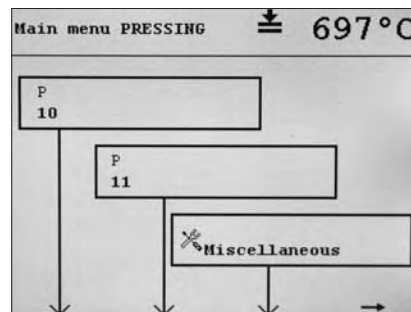 Main menu PRESSING 697°C
P
10
P
11
Miscellaneous